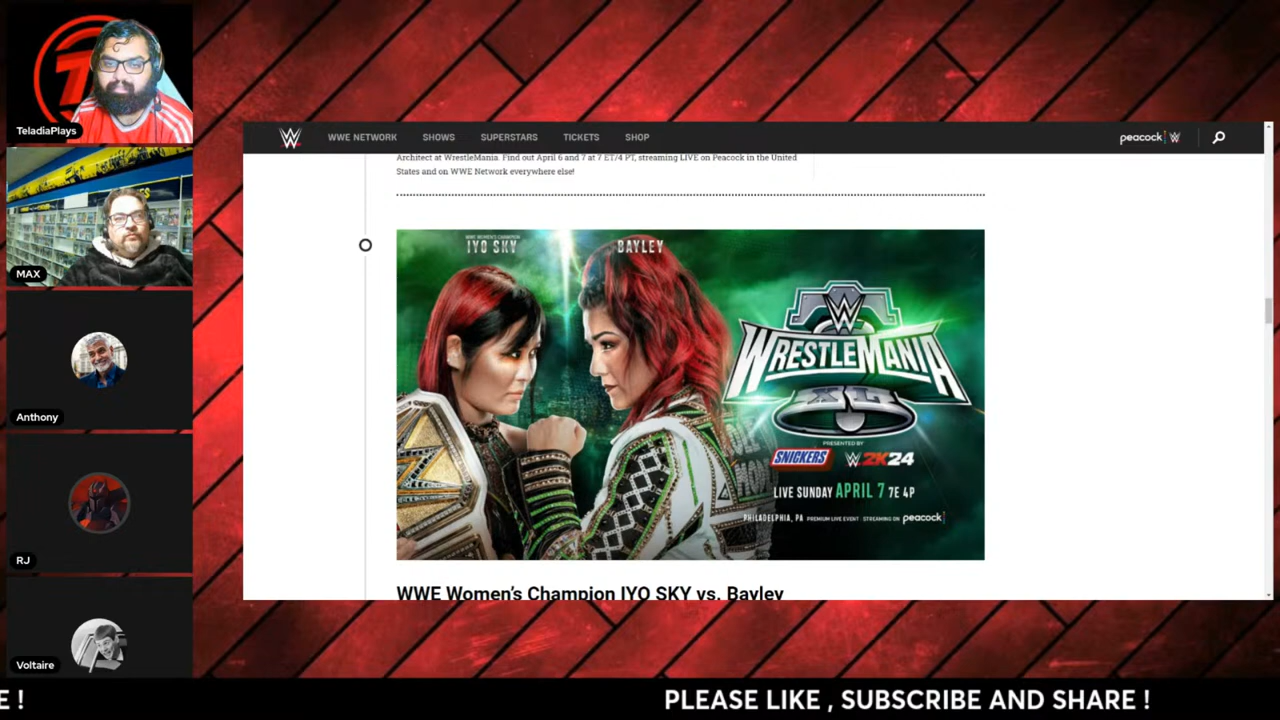 TeladiaPlays
MAX
Anthony
RJ
Voltaire
WWE NETWORK SHOWS SUPERSTARS TICKETS SHOP
peacock W
Architect at WrestleMania. Find out April 6 and 7 at 7 ET/4 PT, streaming LIVE on Peacock in the United
States and on WWE Network everywhere else!
WWE WOMEN'S CHAMPION
IYO SKY
BAYLEY
W
WRESTLEMANIA
XL
PRESENTED BY
SNICKERS W 2K24
LIVE SUNDAY APRIL 7 7E 4P
PHILADELPHIA, PA PREMIUM LIVE EVENT STREAMING ON peacock
WWE Women's Champion IYO SKY vs. Bayley
E ! PLEASE LIKE , SUBSCRIBE AND SHARE !